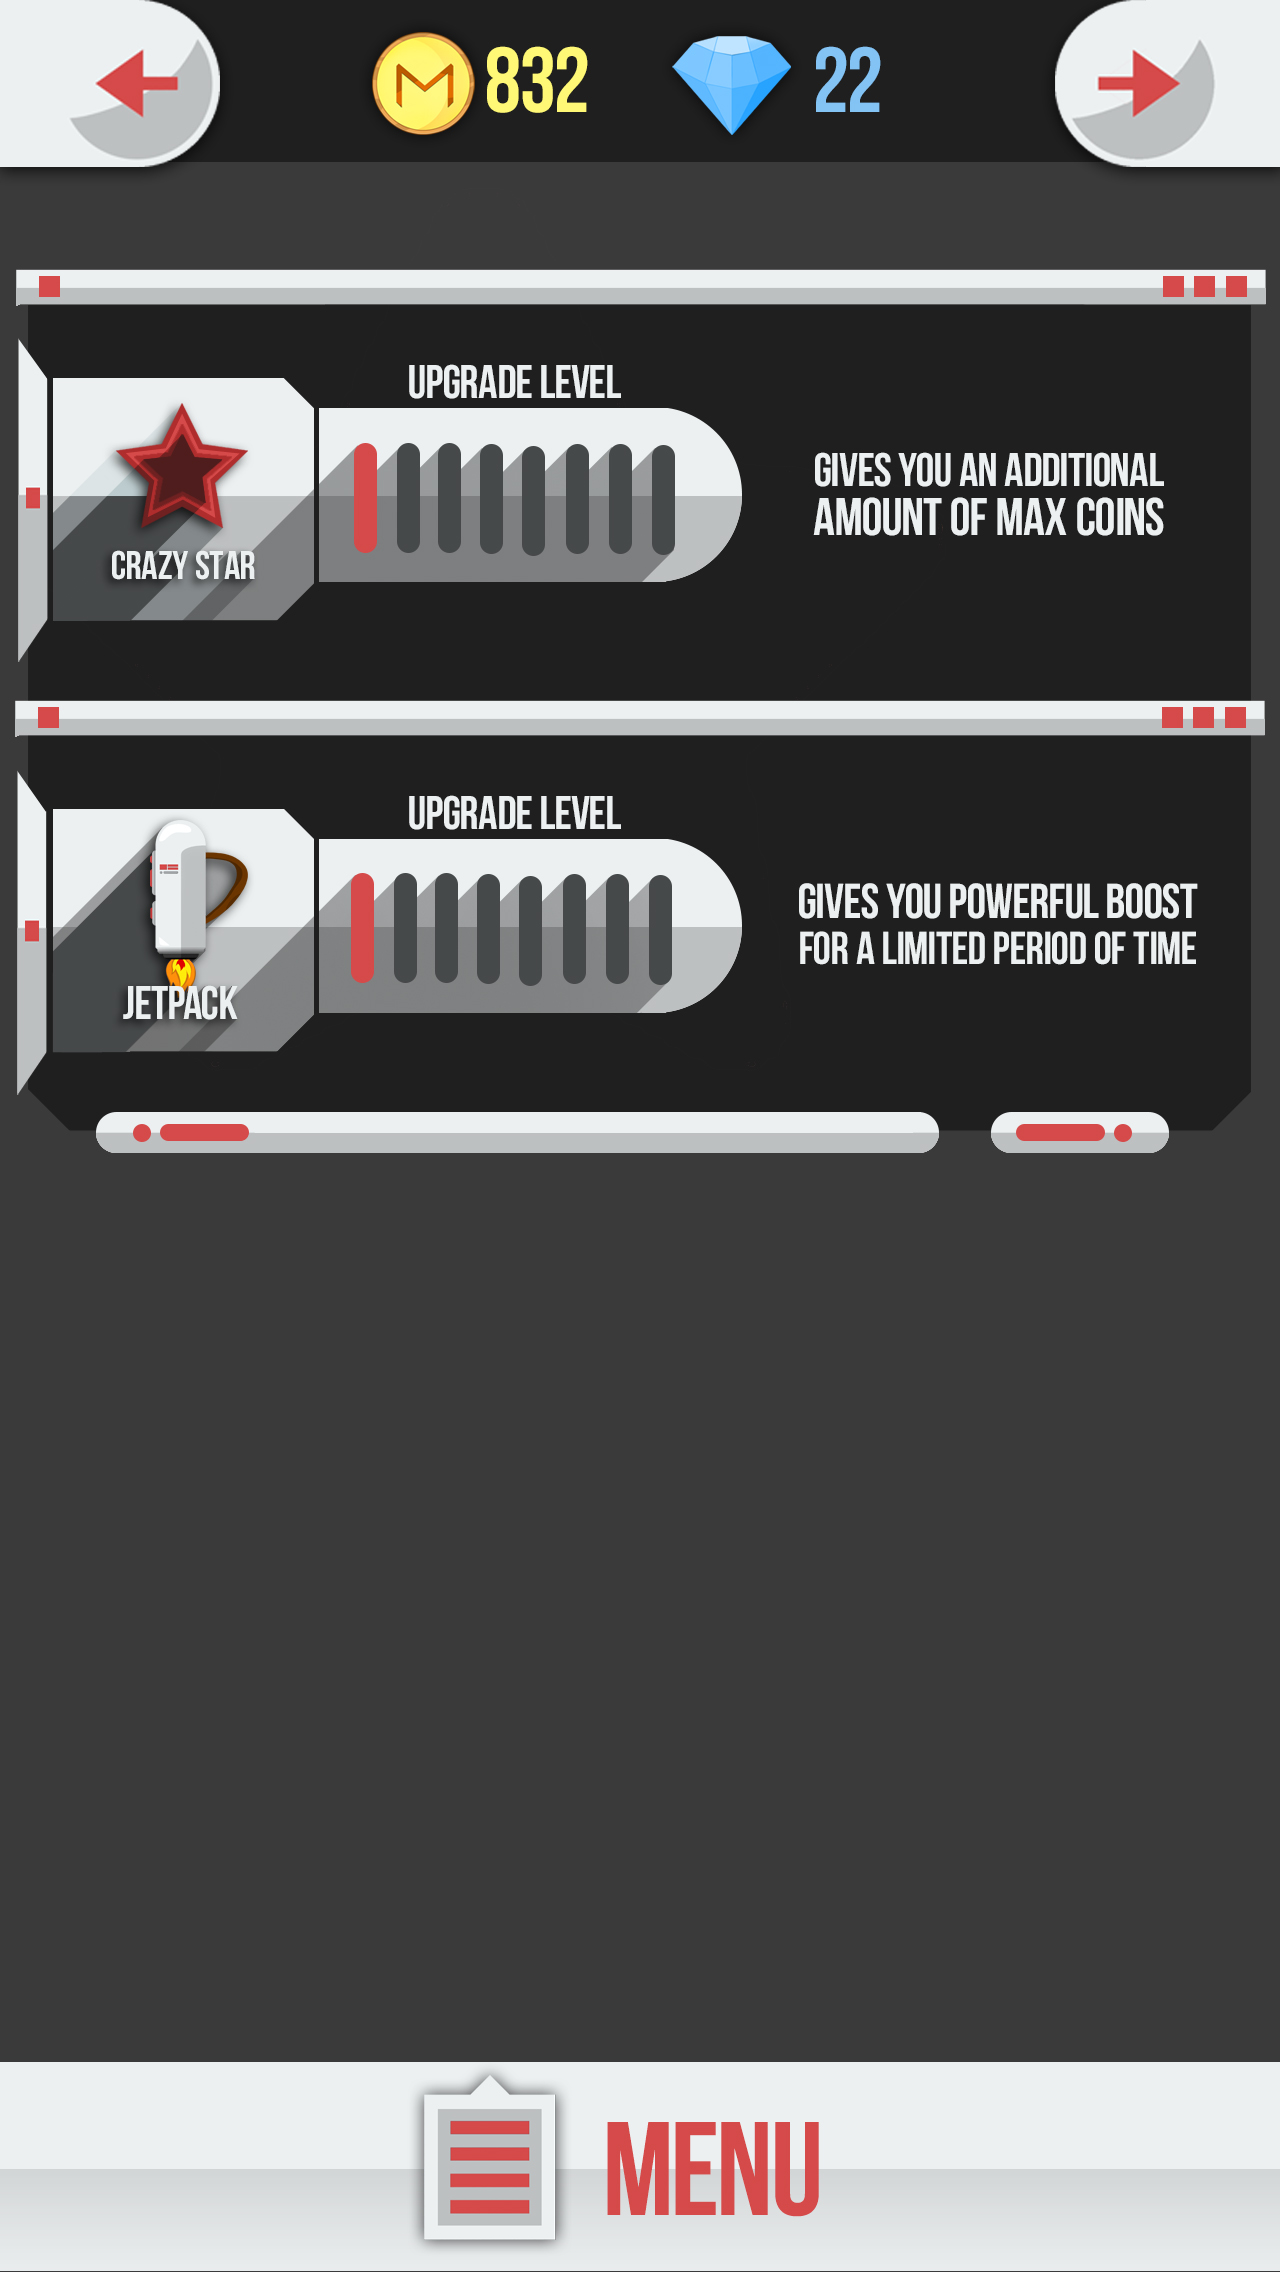 832
22
UPGRADE LEVEL
CRAZY STAR
GIVES YOU AN ADDITIONAL
AMOUNT OF MAX COINS
UPGRADE LEVEL
JETPACK
GIVES YOU POWERFUL BOOST
FOR A LIMITED PERIOD OF TIME
MENU